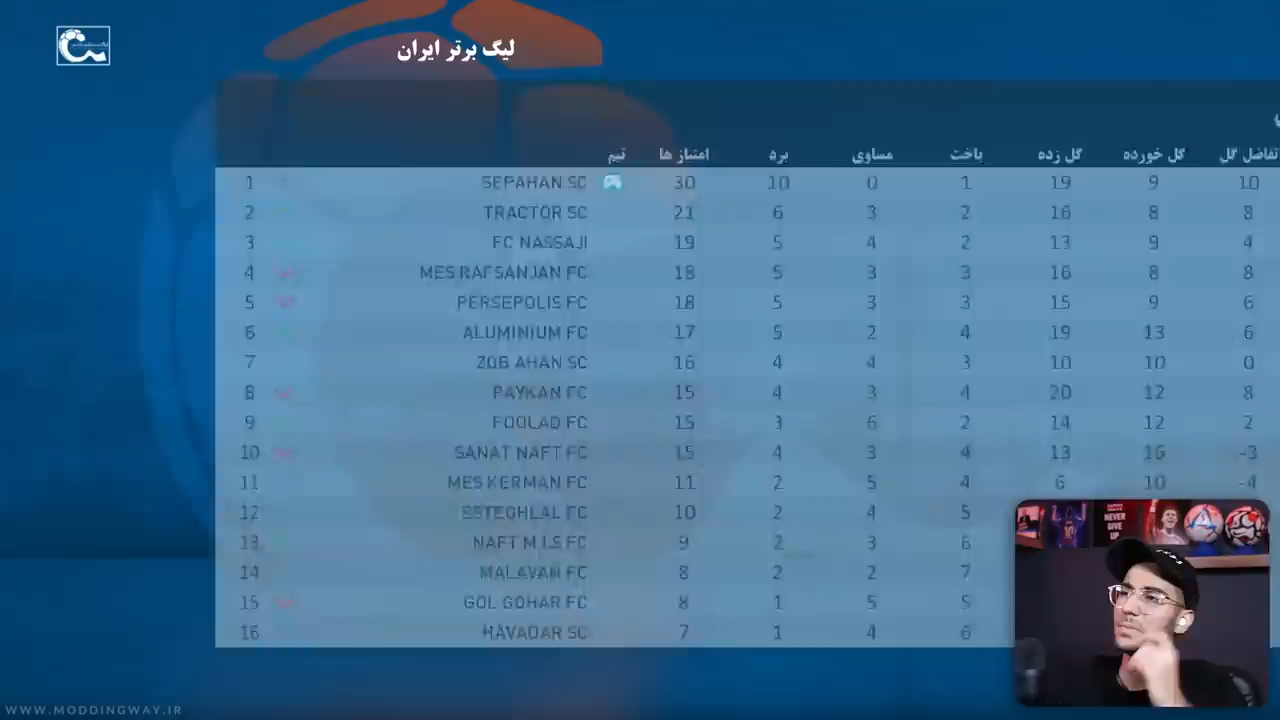 لیگ برتر ایران
تیم امتیاز ها برد مساوی باخت گل زده گل خورده تفاضل گل
1 SEPAHAN SC 30 10 0 1 19 9 10
2 TRACTOR SC 21 6 3 2 16 8 8
3 FC NASSAJI 19 5 4 2 13 9 4
4 MES RAFSANJAN FC 18 5 3 3 16 8 8
5 PERSEPOLIS FC 18 5 3 3 15 9 6
6 ALUMINIUM FC 17 5 2 4 19 13 6
7 ZOB AHAN SC 16 4 4 3 10 10 0
8 PAYKAN FC 15 4 3 4 20 12 8
9 FOOLAD FC 15 3 6 2 14 12 2
10 SANAT NAFT FC 15 4 3 4 13 16 -3
11 MES KERMAN FC 11 2 5 4 6 10 -4
12 ESTEGHLAL FC 10 2 4 5
13 NAFT M.I.S FC 9 2 3 6
14 MALAVAN FC 8 2 2 7
15 GOL GOHAR FC 8 1 5 5
16 HAVADAR SC 7 1 4 6
NEVER
GIVE
UP
WWW.MODDINGWAY.IR